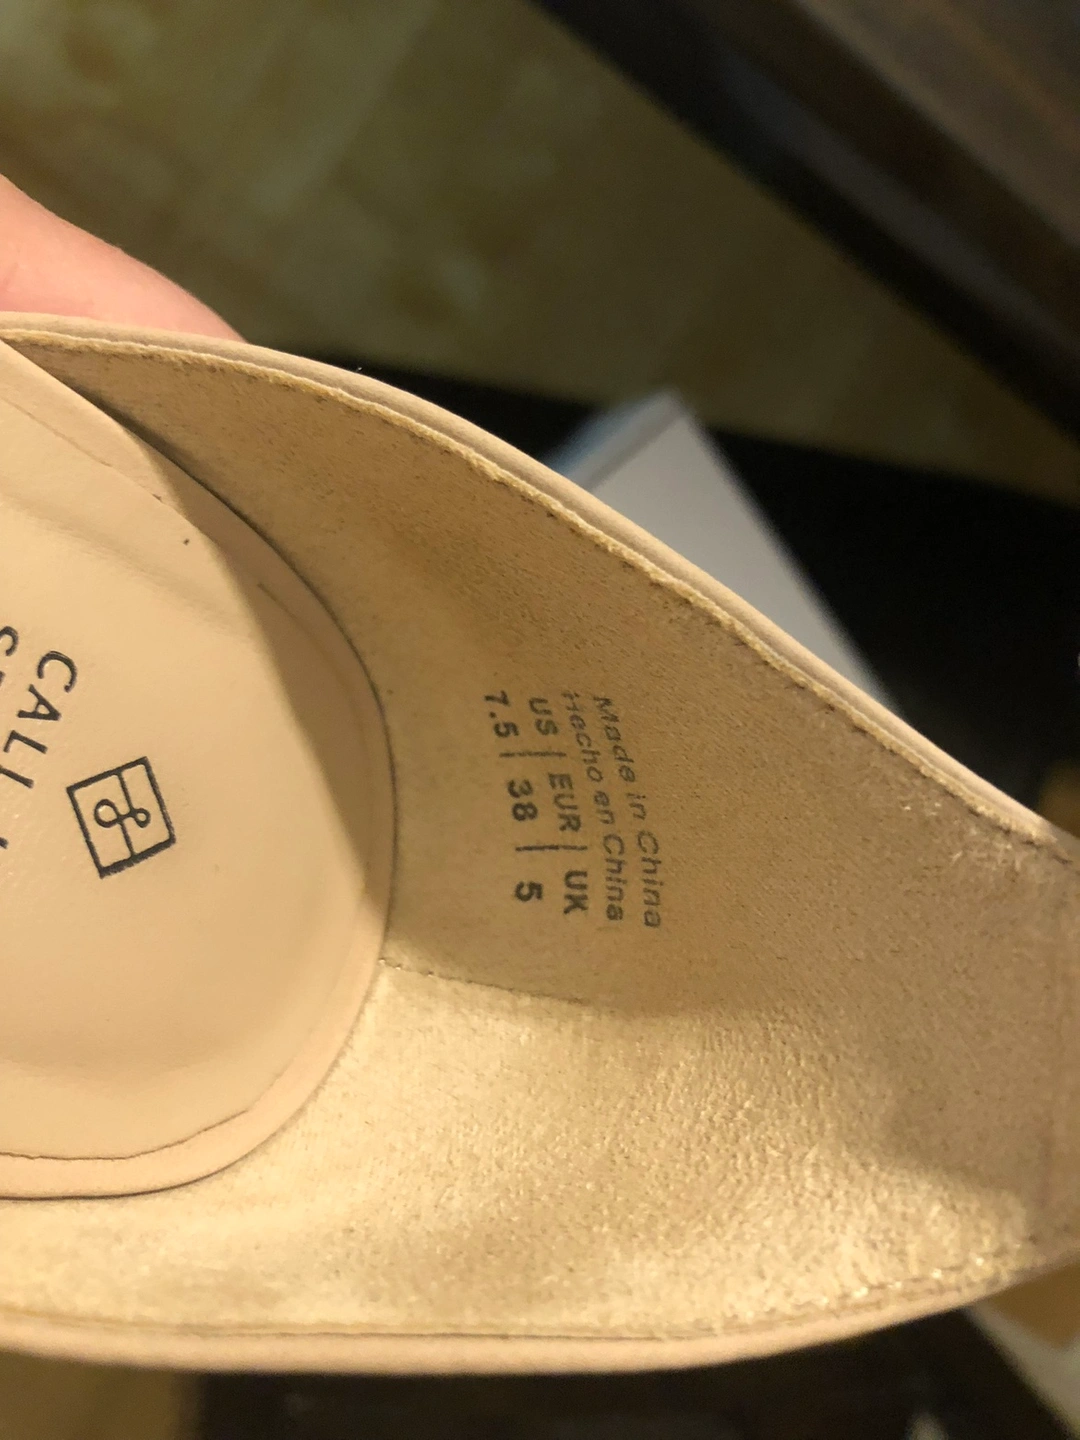 Made in China
Hecho en China
US | EUR | UK
7.5 | 38 | 5